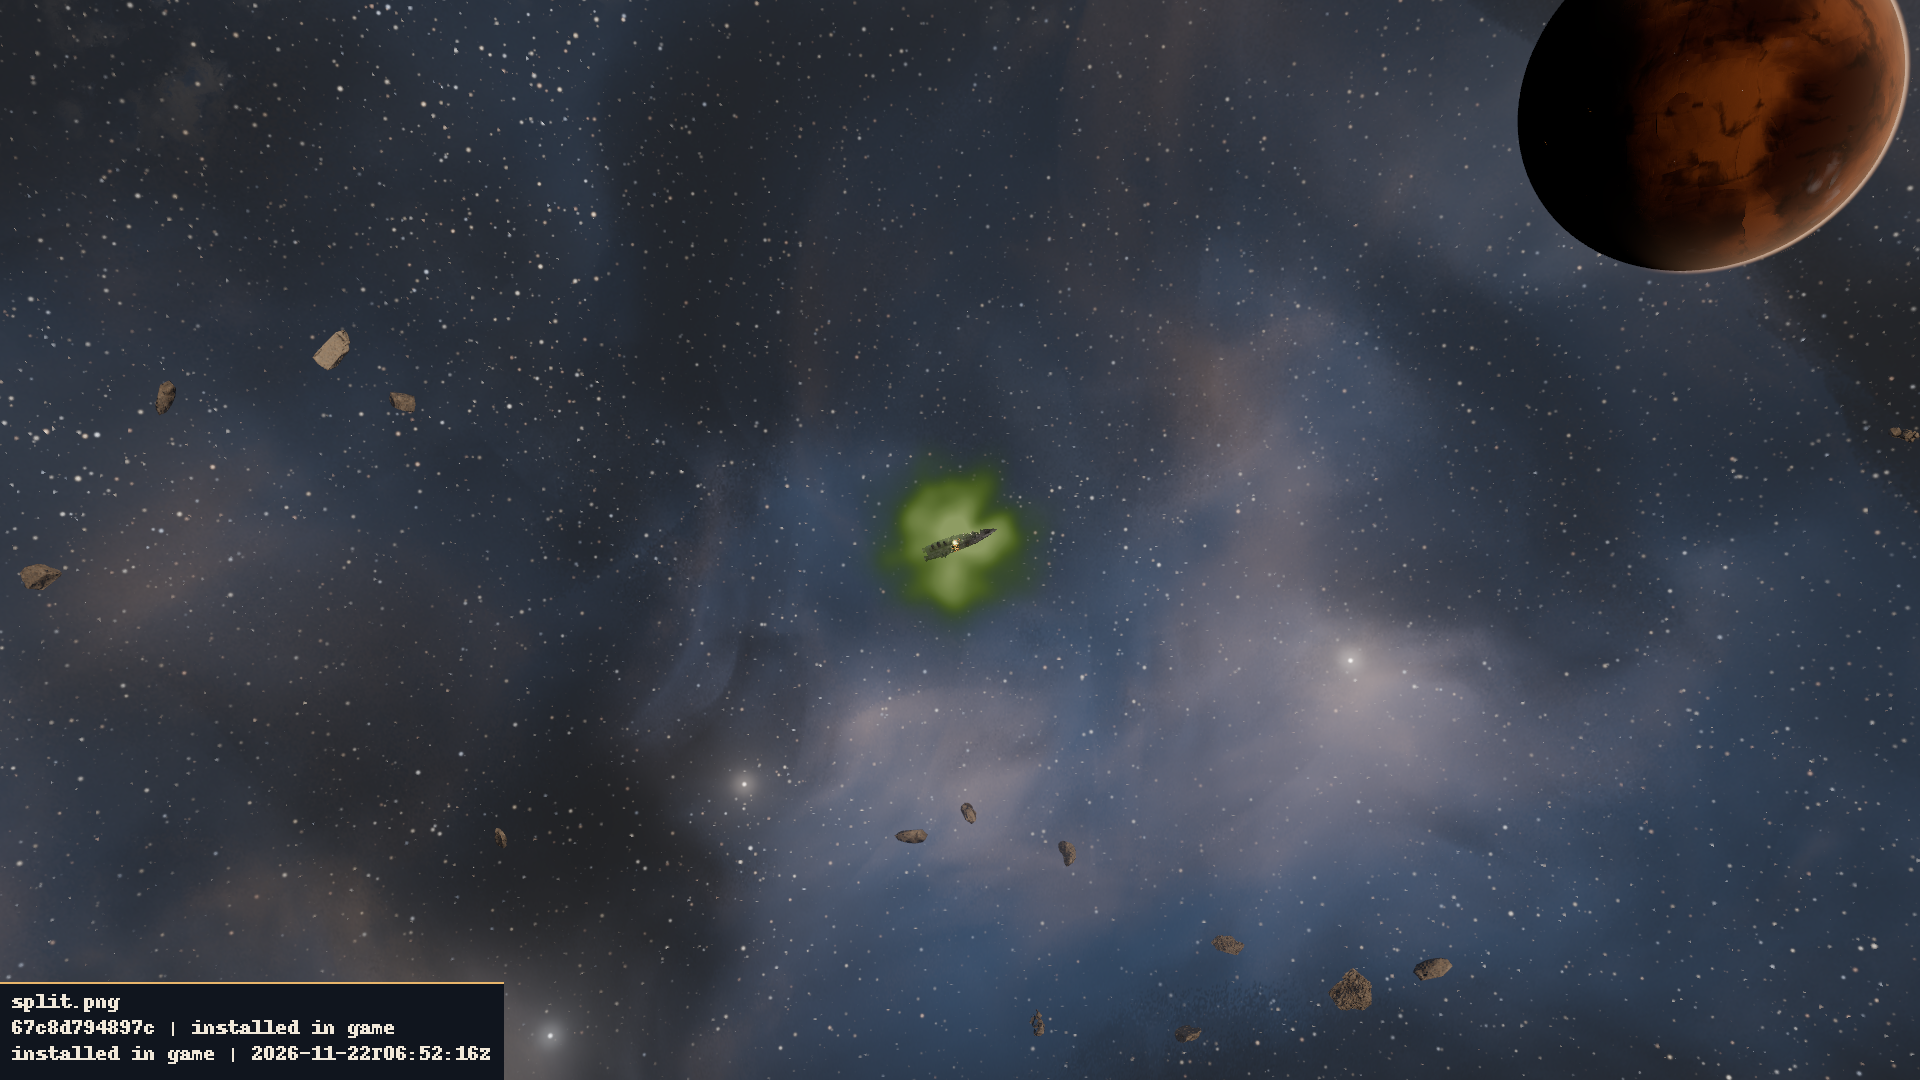 split.png
67c8d794897c | installed in game
installed in game | 2026-11-22T06:52:16Z